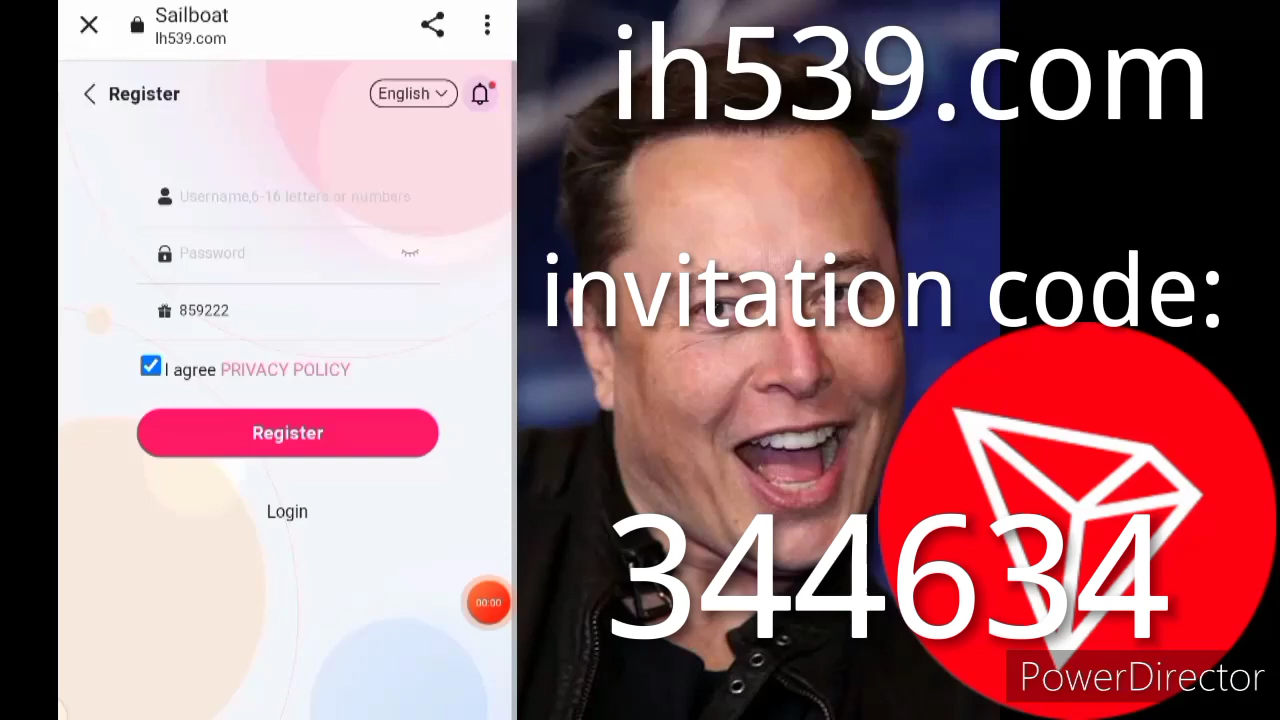 Sailboat
lh539.com
Register
English
Username,6-16 letters or numbers
Password
859222
I agree PRIVACY POLICY
Register
Login
00:00
ih539.com
invitation code:
344634
PowerDirector